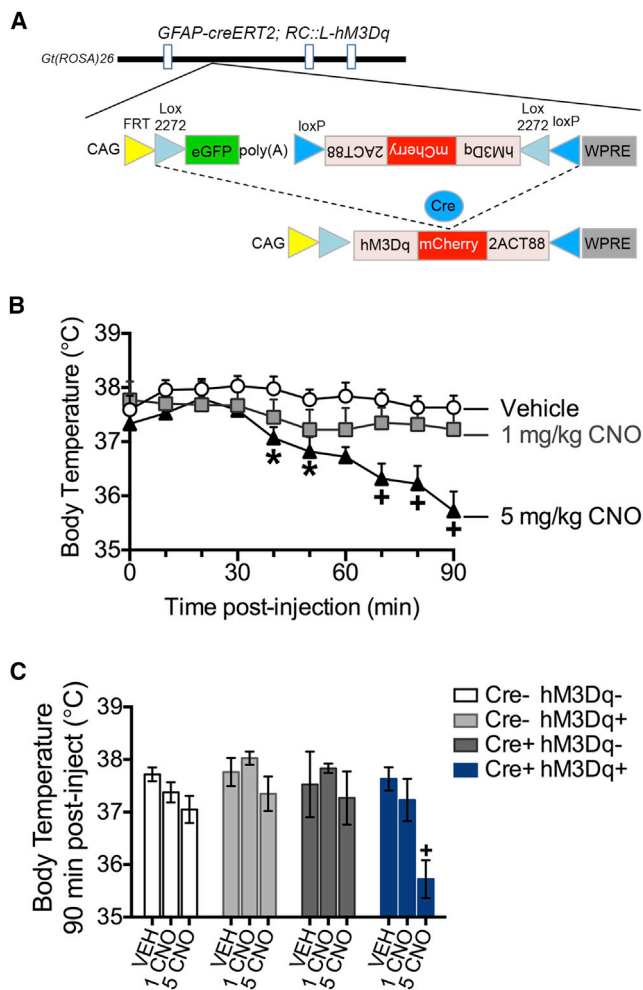 A
GFAP-creERT2; RC::L-hM3Dq
Gt(ROSA)26
CAG
FRT
Lox
2272
eGFP
poly(A)
loxP
2ACT88
mCherry
hM3Dq
Lox
2272
loxP
WPRE
Cre
CAG
hM3Dq
mCherry
2ACT88
WPRE
B
Body Temperature (°C)
39
38
37
36
35
* * + + +
Vehicle
1 mg/kg CNO
5 mg/kg CNO
0 30 60 90
Time post-injection (min)
C
Body Temperature
90 min post-inject (°C)
39
38
37
36
35
+
Cre- hM3Dq-
Cre- hM3Dq+
Cre+ hM3Dq-
Cre+ hM3Dq+
VEH 1 CNO 5 CNO VEH 1 CNO 5 CNO VEH 1 CNO 5 CNO VEH 1 CNO 5 CNO